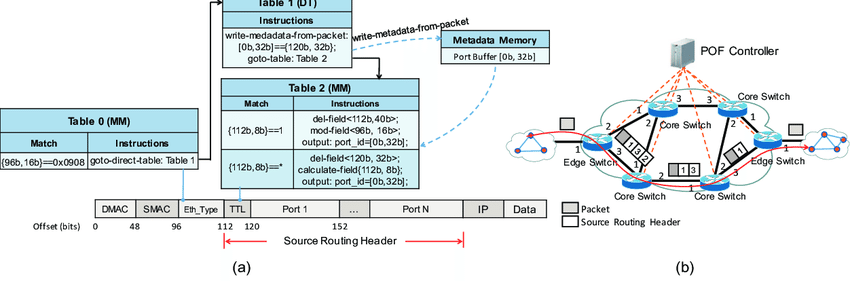 Table 1 (DT)
Instructions
write-medadata-from-packet:
[0b,32b]=={120b, 32b};
goto-table: Table 2
write-metadata-from-packet
Metadata Memory
Port Buffer [0b, 32b]
Table 2 (MM)
Match
Instructions
{112b, 8b}==1
del-field<112b,40b>;
mod-field<96b, 16b>;
output: port_id=[0b,32b];
{112b,8b}==*
del-field<120b, 32b>;
calculate-field{112b, 8b};
output: port_id=[0b,32b];
Table 0 (MM)
Match
Instructions
{96b,16b}==0x0908
goto-direct-table: Table 1
DMAC
SMAC
Eth_Type
TTL
Port 1
...
Port N
IP
Data
Offset (bits)
0
48
96
112
120
152
Source Routing Header
(a)
POF Controller
Core Switch
Core Switch
Edge Switch
Edge Switch
Core Switch
Core Switch
Packet
Source Routing Header
(b)